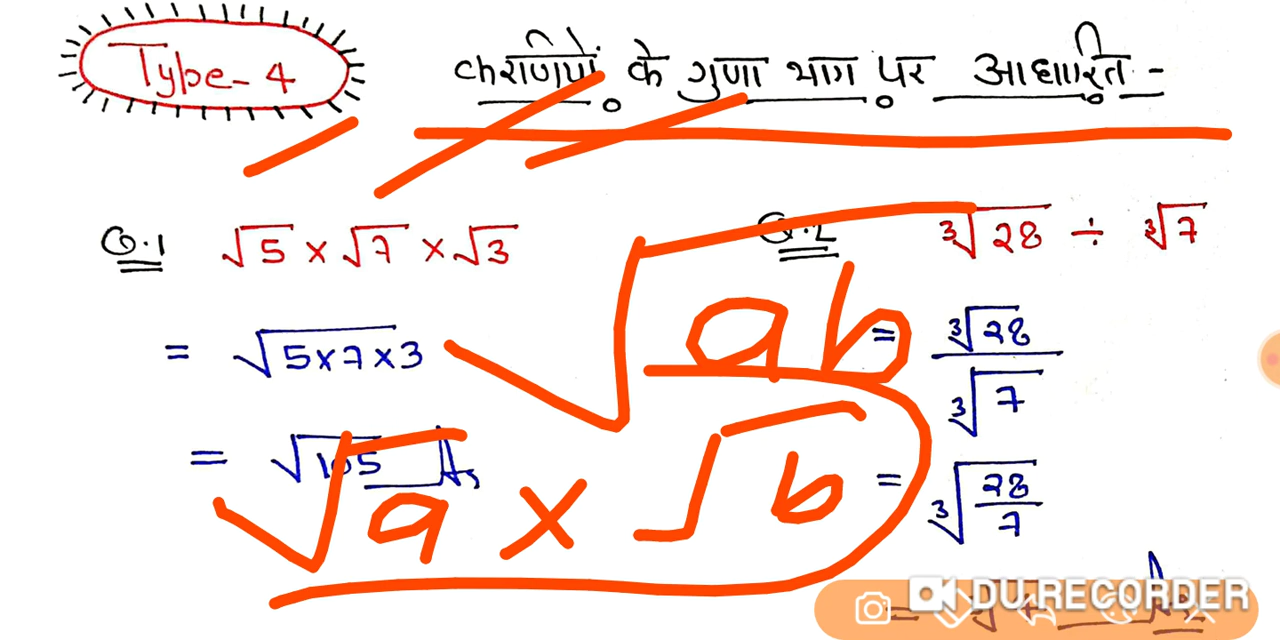 Type-4
करणियों के गुणा भाग पर आधारित -
Q.1 √5 × √7 × √3
= √5×7×3
= √105 Ans
Q.2 ∛28 ÷ ∛7
= ∛28 / ∛7
= ∛(28/7)
√ab
√a × √b
DU RECORDER